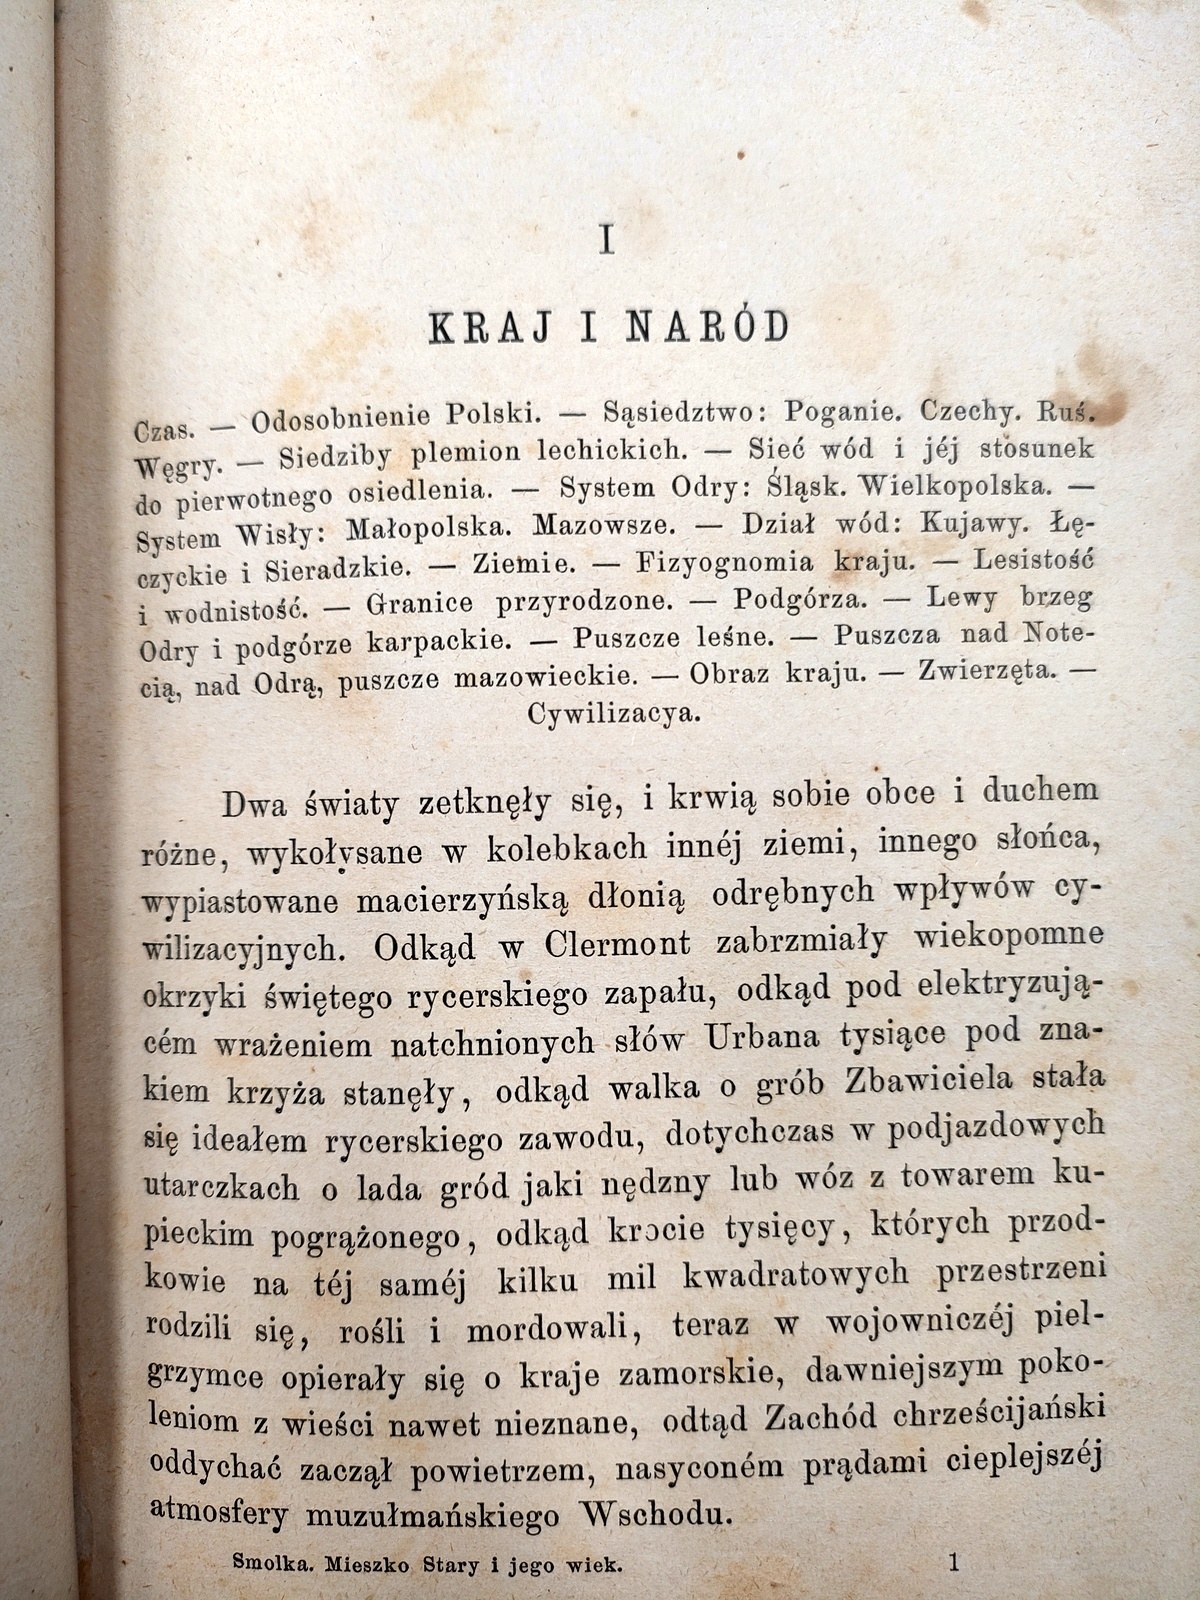 I
KRAJ I NARÓD
Czas. — Odosobnienie Polski. — Sąsiedztwo: Poganie. Czechy. Ruś.
Węgry. — Siedziby plemion lechickich. — Sieć wód i jéj stosunek
do pierwotnego osiedlenia. — System Odry: Śląsk. Wielkopolska. —
System Wisły: Małopolska. Mazowsze. — Dział wód: Kujawy. Łę-
czyckie i Sieradzkie. — Ziemie. — Fizyognomia kraju. — Lesistość
i wodnistość. — Granice przyrodzone. — Podgórza. — Lewy brzeg
Odry i podgórze karpackie. — Puszcze leśne. — Puszcza nad Note-
cią, nad Odrą, puszcze mazowieckie. — Obraz kraju. — Zwierzęta. —
Cywilizacya.
Dwa światy zetknęły się, i krwią sobie obce i duchem
różne, wykołysane w kolebkach innéj ziemi, innego słońca,
wypiastowane macierzyńską dłonią odrębnych wpływów cy-
wilizacyjnych. Odkąd w Clermont zabrzmiały wiekopomne
okrzyki świętego rycerskiego zapału, odkąd pod elektryzują-
cém wrażeniem natchnionych słów Urbana tysiące pod zna-
kiem krzyża stanęły, odkąd walka o grób Zbawiciela stała
się ideałem rycerskiego zawodu, dotychczas w podjazdowych
utarczkach o lada gród jaki nędzny lub wóz z towarem ku-
pieckim pogrążonego, odkąd krocie tysięcy, których przod-
kowie na téj saméj kilku mil kwadratowych przestrzeni
rodzili się, rośli i mordowali, teraz w wojowniczéj piel-
grzymce opierały się o kraje zamorskie, dawniejszym poko-
leniom z wieści nawet nieznane, odtąd Zachód chrześcijański
oddychać zaczął powietrzem, nasyconém prądami cieplejszéj
atmosfery muzułmańskiego Wschodu.
Smolka. Mieszko Stary i jego wiek. 1